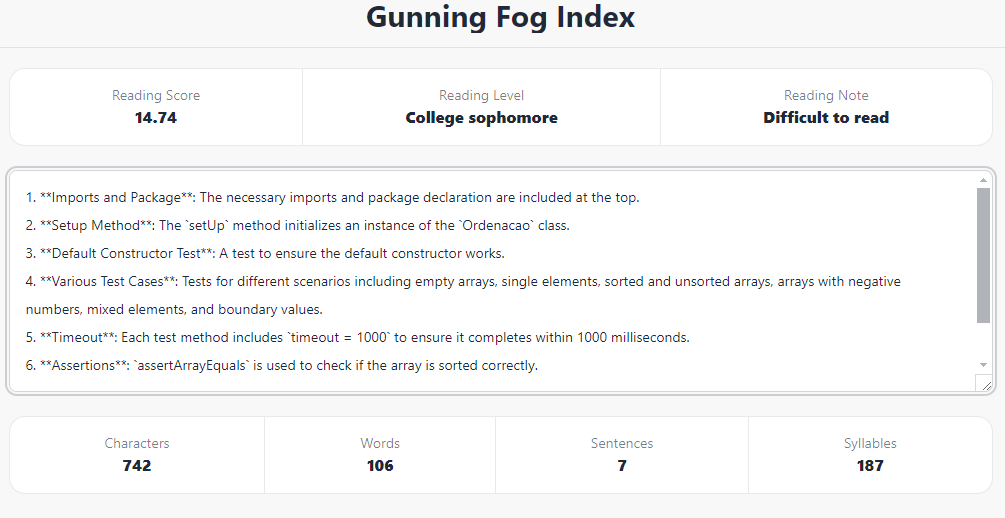 Gunning Fog Index
Reading Score
14.74
Reading Level
College sophomore
Reading Note
Difficult to read
1. **Imports and Package**: The necessary imports and package declaration are included at the top.
2. **Setup Method**: The `setUp` method initializes an instance of the `Ordenacao` class.
3. **Default Constructor Test**: A test to ensure the default constructor works.
4. **Various Test Cases**: Tests for different scenarios including empty arrays, single elements, sorted and unsorted arrays, arrays with negative
numbers, mixed elements, and boundary values.
5. **Timeout**: Each test method includes `timeout = 1000` to ensure it completes within 1000 milliseconds.
6. **Assertions**: `assertArrayEquals` is used to check if the array is sorted correctly.
Characters
742
Words
106
Sentences
7
Syllables
187